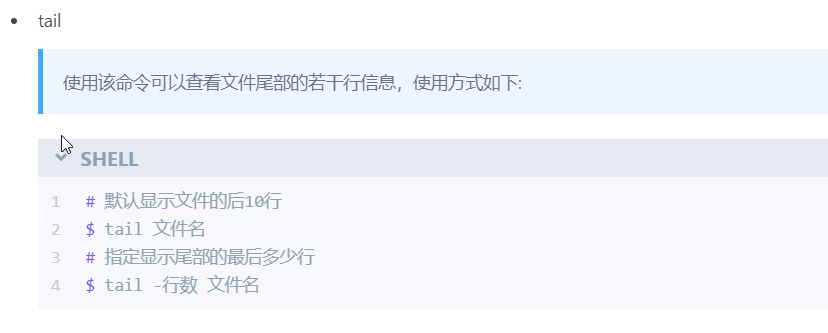 tail
使用该命令可以查看文件尾部的若干行信息，使用方式如下:
SHELL
1 # 默认显示文件的后10行
2 $ tail 文件名
3 # 指定显示尾部的最后多少行
4 $ tail -行数 文件名